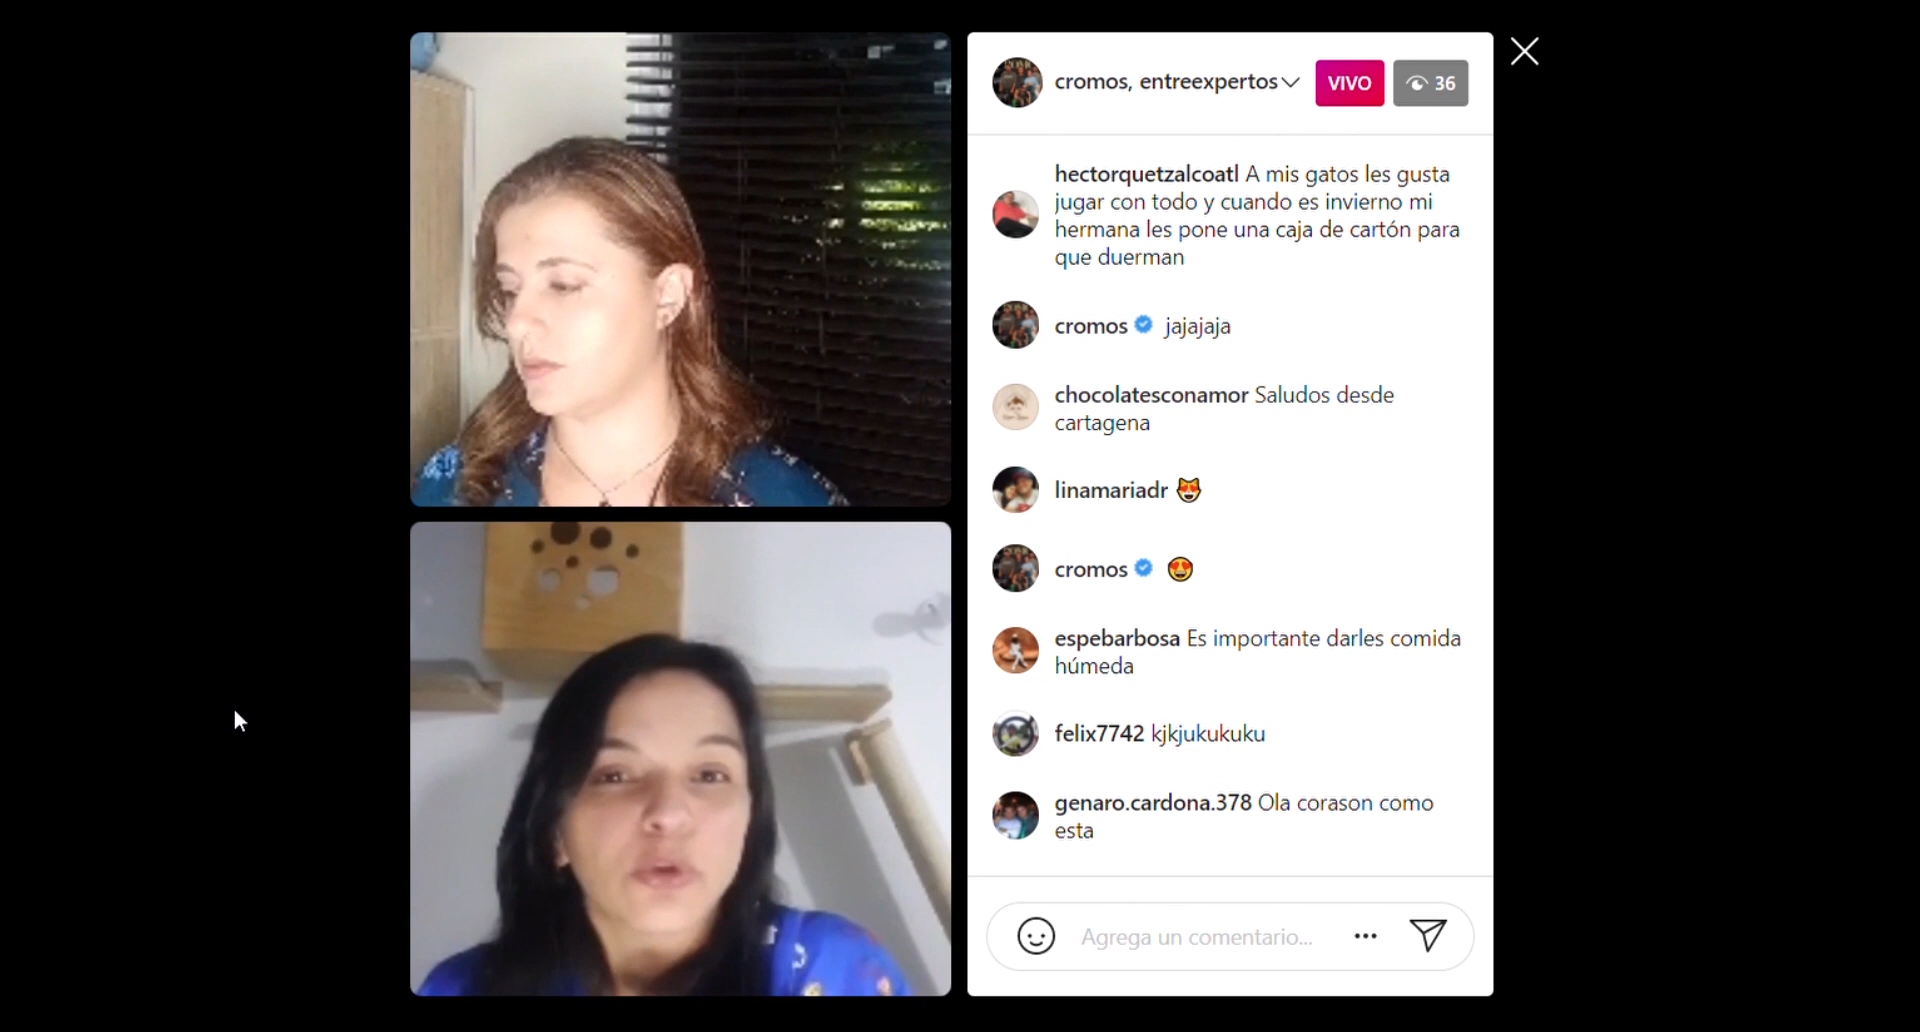 cromos, entreexpertos
VIVO
36
hectorquetzalcoatl A mis gatos les gusta
jugar con todo y cuando es invierno mi
hermana les pone una caja de cartón para
que duerman
cromos jajajaja
chocolatesconamor Saludos desde
cartagena
linamariadr 😻
cromos 😍
espebarbosa Es importante darles comida
húmeda
felix7742 kjkjukukuku
genaro.cardona.378 Ola corason como
esta
Agrega un comentario...